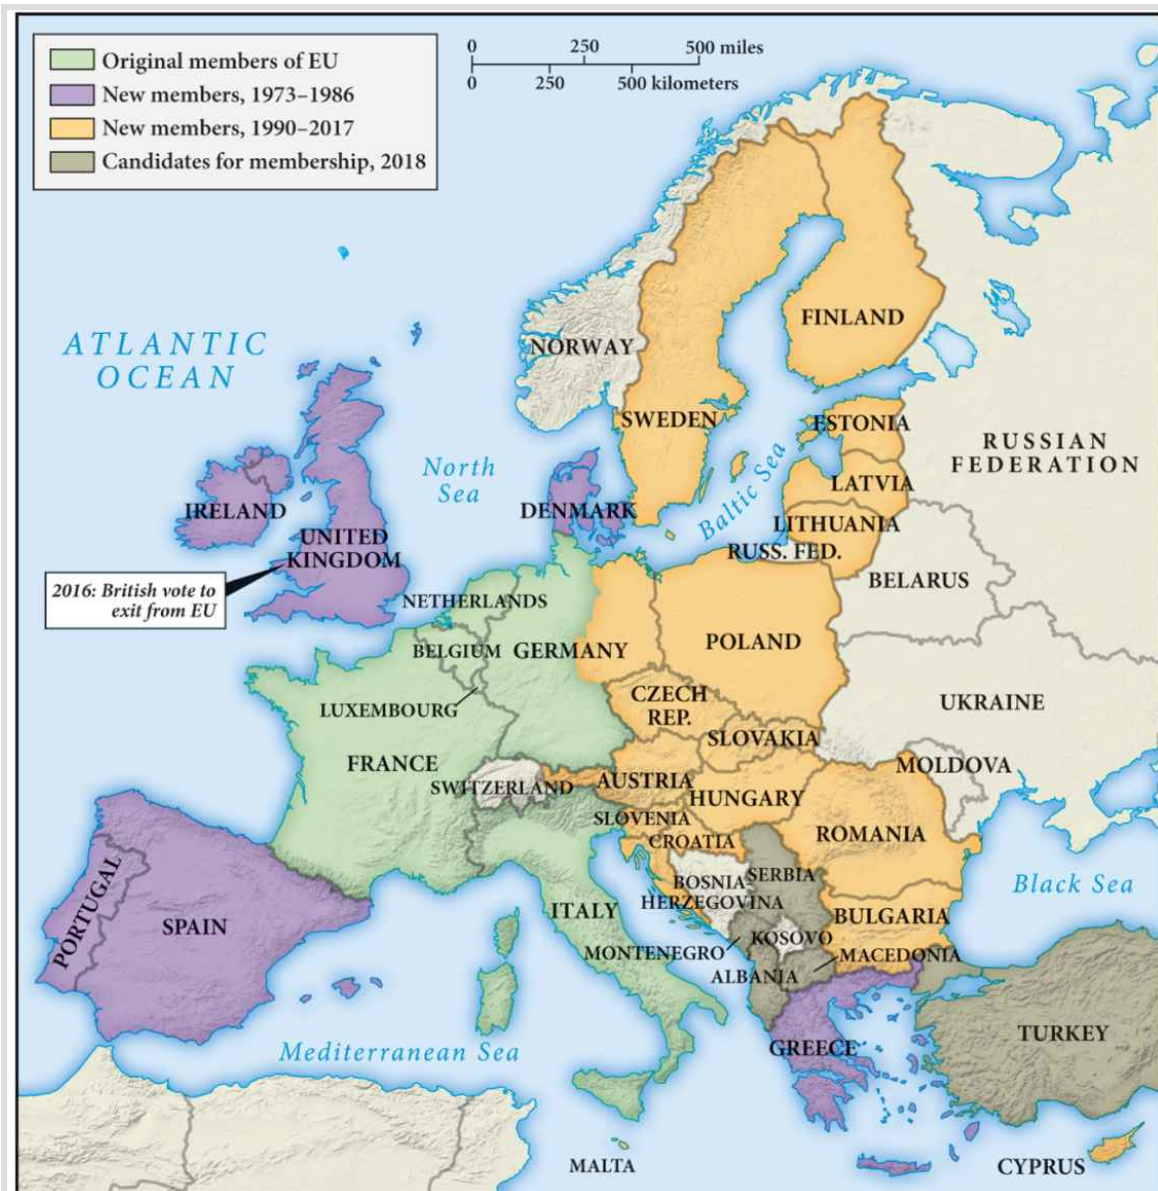 0 250 500 miles
0 250 500 kilometers
Original members of EU
New members, 1973–1986
New members, 1990–2017
Candidates for membership, 2018
ATLANTIC
OCEAN
NORWAY
FINLAND
SWEDEN
ESTONIA
RUSSIAN
FEDERATION
North
Sea
Baltic Sea
LATVIA
IRELAND
DENMARK
LITHUANIA
UNITED
KINGDOM
RUSS. FED.
BELARUS
2016: British vote to
exit from EU
NETHERLANDS
BELGIUM
GERMANY
POLAND
LUXEMBOURG
CZECH
REP.
UKRAINE
SLOVAKIA
FRANCE
MOLDOVA
SWITZERLAND
AUSTRIA
HUNGARY
SLOVENIA
CROATIA
ROMANIA
PORTUGAL
SPAIN
ITALY
BOSNIA
HERZEGOVINA
SERBIA
Black Sea
BULGARIA
MONTENEGRO
KOSOVO
MACEDONIA
ALBANIA
TURKEY
Mediterranean Sea
GREECE
MALTA
CYPRUS